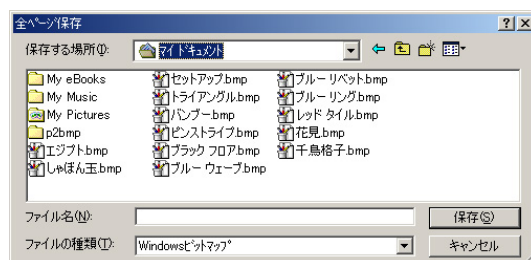 全ﾍﾟｰｼﾞ保存
保存する場所(I): マイ ドキュメント
My eBooks
My Music
My Pictures
p2bmp
エジプト.bmp
しゃぼん玉.bmp
セットアップ.bmp
トライアングル.bmp
バンブー.bmp
ピンストライプ.bmp
ブラック フロア.bmp
ブルー ウェーブ.bmp
ブルー リベット.bmp
ブルー リング.bmp
レッド タイル.bmp
花見.bmp
千鳥格子.bmp
ファイル名(N): 保存(S)
ファイルの種類(T): Windowsﾋﾞｯﾄﾏｯﾌﾟ キャンセル